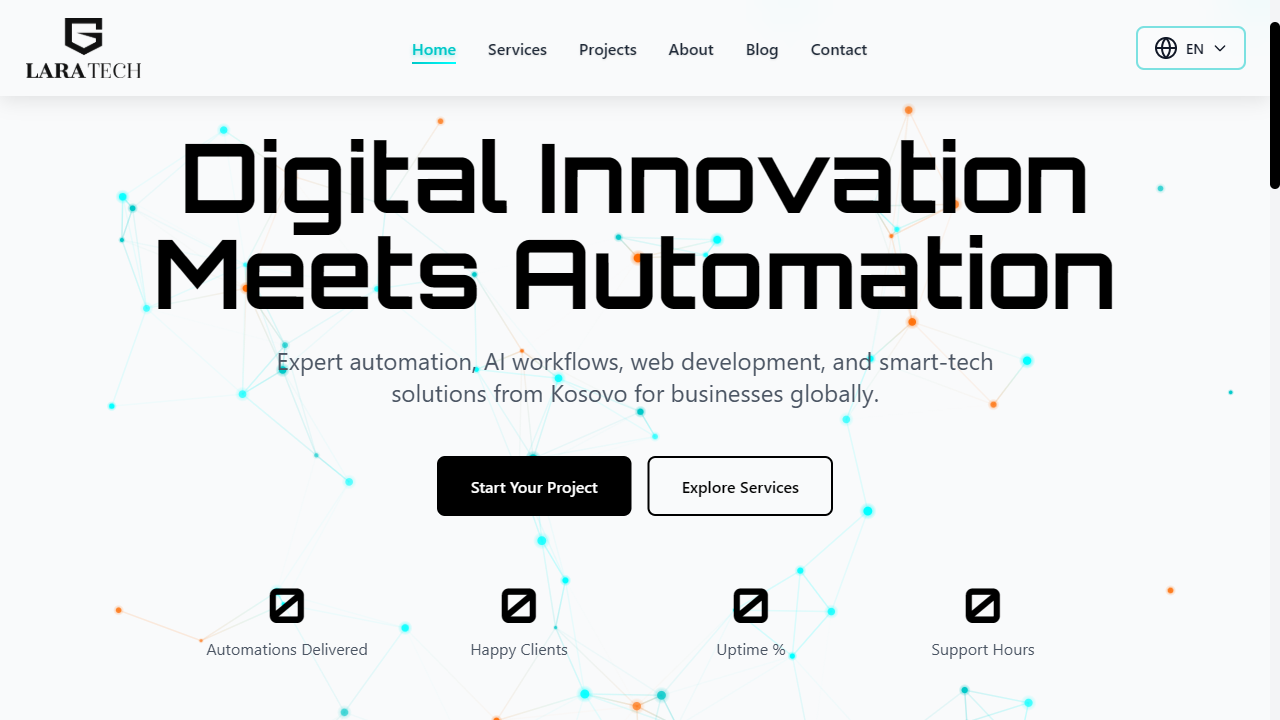 LARATECH
Home Services Projects About Blog Contact EN
Digital Innovation
Meets Automation
Expert automation, AI workflows, web development, and smart-tech
solutions from Kosovo for businesses globally.
Start Your Project Explore Services
0 0 0 0
Automations Delivered Happy Clients Uptime % Support Hours